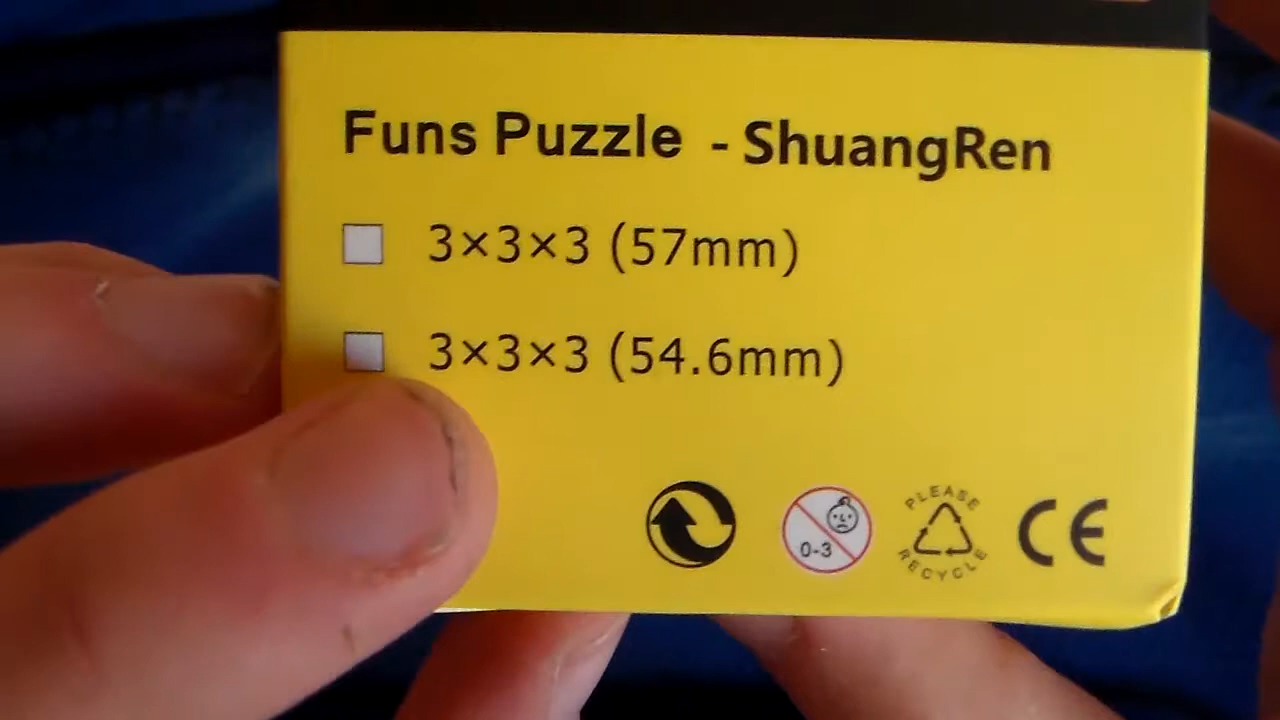 Funs Puzzle - ShuangRen
3×3×3 (57mm)
3×3×3 (54.6mm)
0-3
PLEASE
RECYCLE
CE